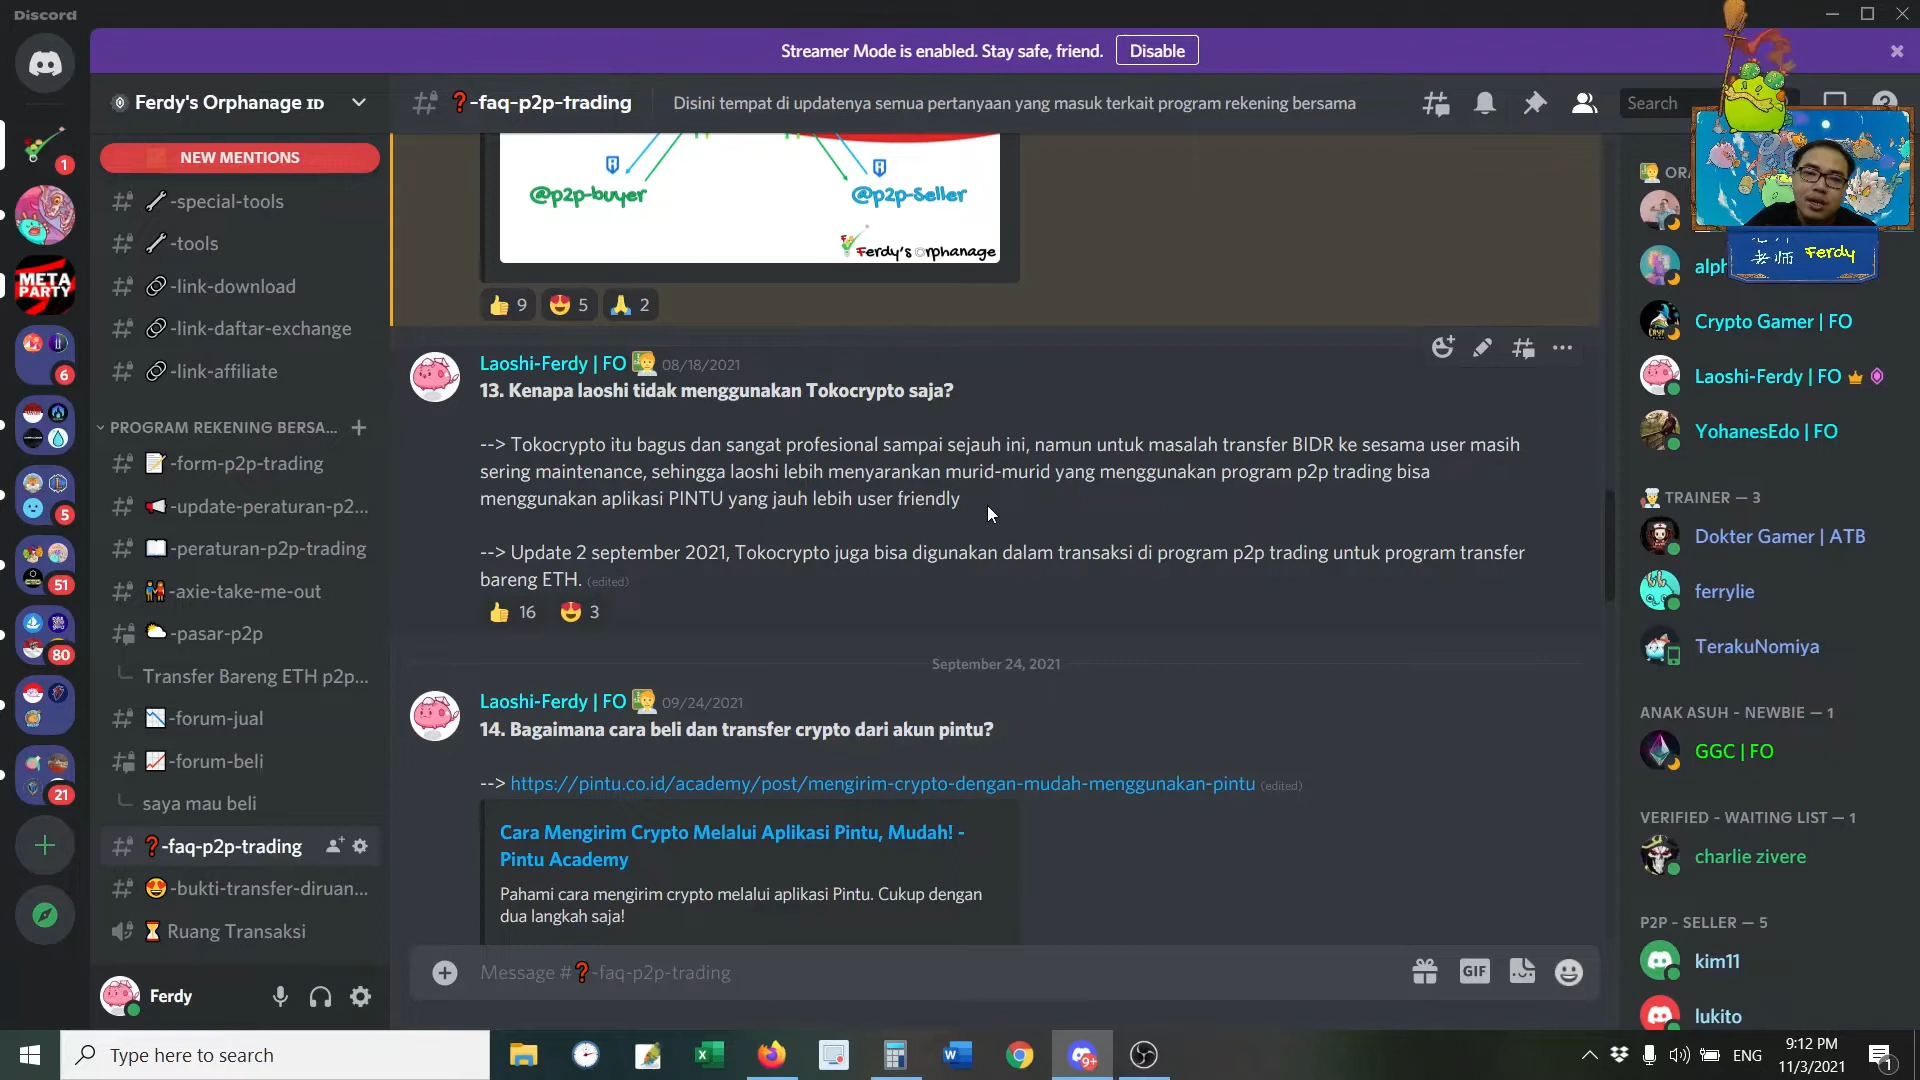 Discord
Streamer Mode is enabled. Stay safe, friend.
Disable
Ferdy's Orphanage ID
❓-faq-p2p-trading
Disini tempat di updatenya semua pertanyaan yang masuk terkait program rekening bersama
Search
NEW MENTIONS
-special-tools
-tools
-link-download
-link-daftar-exchange
-link-affiliate
PROGRAM REKENING BERSA...
-form-p2p-trading
-update-peraturan-p2...
-peraturan-p2p-trading
-axie-take-me-out
-pasar-p2p
Transfer Bareng ETH p2p...
-forum-jual
-forum-beli
saya mau beli
❓-faq-p2p-trading
-bukti-transfer-diruan...
Ruang Transaksi
Ferdy
1
META
PARTY
6
5
51
80
21
@p2p-buyer
@p2p-Seller
Ferdy's Orphanage
9
5
2
Laoshi-Ferdy | FO 08/18/2021
13. Kenapa laoshi tidak menggunakan Tokocrypto saja?
--> Tokocrypto itu bagus dan sangat profesional sampai sejauh ini, namun untuk masalah transfer BIDR ke sesama user masih
sering maintenance, sehingga laoshi lebih menyarankan murid-murid yang menggunakan program p2p trading bisa
menggunakan aplikasi PINTU yang jauh lebih user friendly
--> Update 2 september 2021, Tokocrypto juga bisa digunakan dalam transaksi di program p2p trading untuk program transfer
bareng ETH. (edited)
16
3
September 24, 2021
Laoshi-Ferdy | FO 09/24/2021
14. Bagaimana cara beli dan transfer crypto dari akun pintu?
--> https://pintu.co.id/academy/post/mengirim-crypto-dengan-mudah-menggunakan-pintu (edited)
Cara Mengirim Crypto Melalui Aplikasi Pintu, Mudah! -
Pintu Academy
Pahami cara mengirim crypto melalui aplikasi Pintu. Cukup dengan
dua langkah saja!
Message #❓-faq-p2p-trading
GIF
老师 Ferdy
alph
Crypto Gamer | FO
Laoshi-Ferdy | FO
YohanesEdo | FO
TRAINER — 3
Dokter Gamer | ATB
ferrylie
TerakuNomiya
ANAK ASUH - NEWBIE — 1
GGC | FO
VERIFIED - WAITING LIST — 1
charlie zivere
P2P - SELLER — 5
kim11
lukito
Type here to search
9+
ENG
9:12 PM
11/3/2021
1